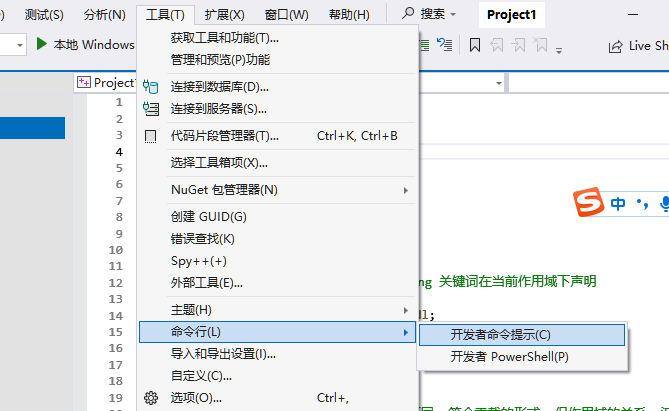 测试(S) 分析(N) 工具(T) 扩展(X) 窗口(W) 帮助(H) 搜索 Project1
本地 Windows
Live Sh
获取工具和功能(T)...
管理和预览(P)功能
Project
连接到数据库(D)...
连接到服务器(S)...
代码片段管理器(T)... Ctrl+K, Ctrl+B
选择工具箱项(X)...
NuGet 包管理器(N)
创建 GUID(G)
错误查找(K)
Spy++(+)
外部工具(E)...
主题(H)
命令行(L)
导入和导出设置(I)...
自定义(C)...
选项(O)... Ctrl+,
开发者命令提示(C)
开发者 PowerShell(P)
1
2
3
4
5
6
7
8
9
10
11
12
13
14
15
16
17
18
19
ng 关键词在当前作用域下声明
l;
S 中